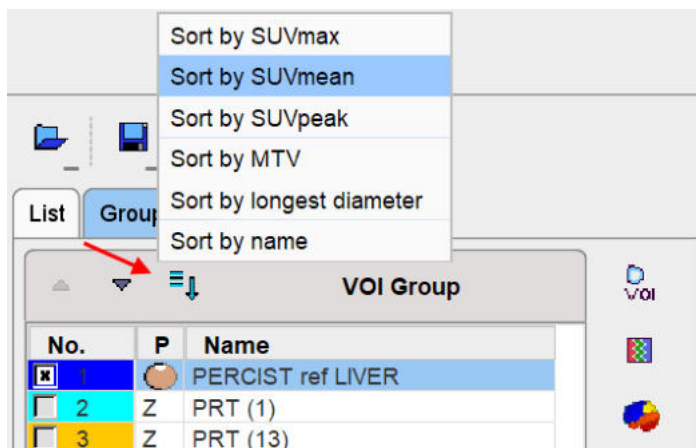 Sort by SUVmax
Sort by SUVmean
Sort by SUVpeak
Sort by MTV
Sort by longest diameter
Sort by name
List Group
VOI Group
VOI
No. P Name
1 PERCIST ref LIVER
2 Z PRT (1)
3 Z PRT (13)